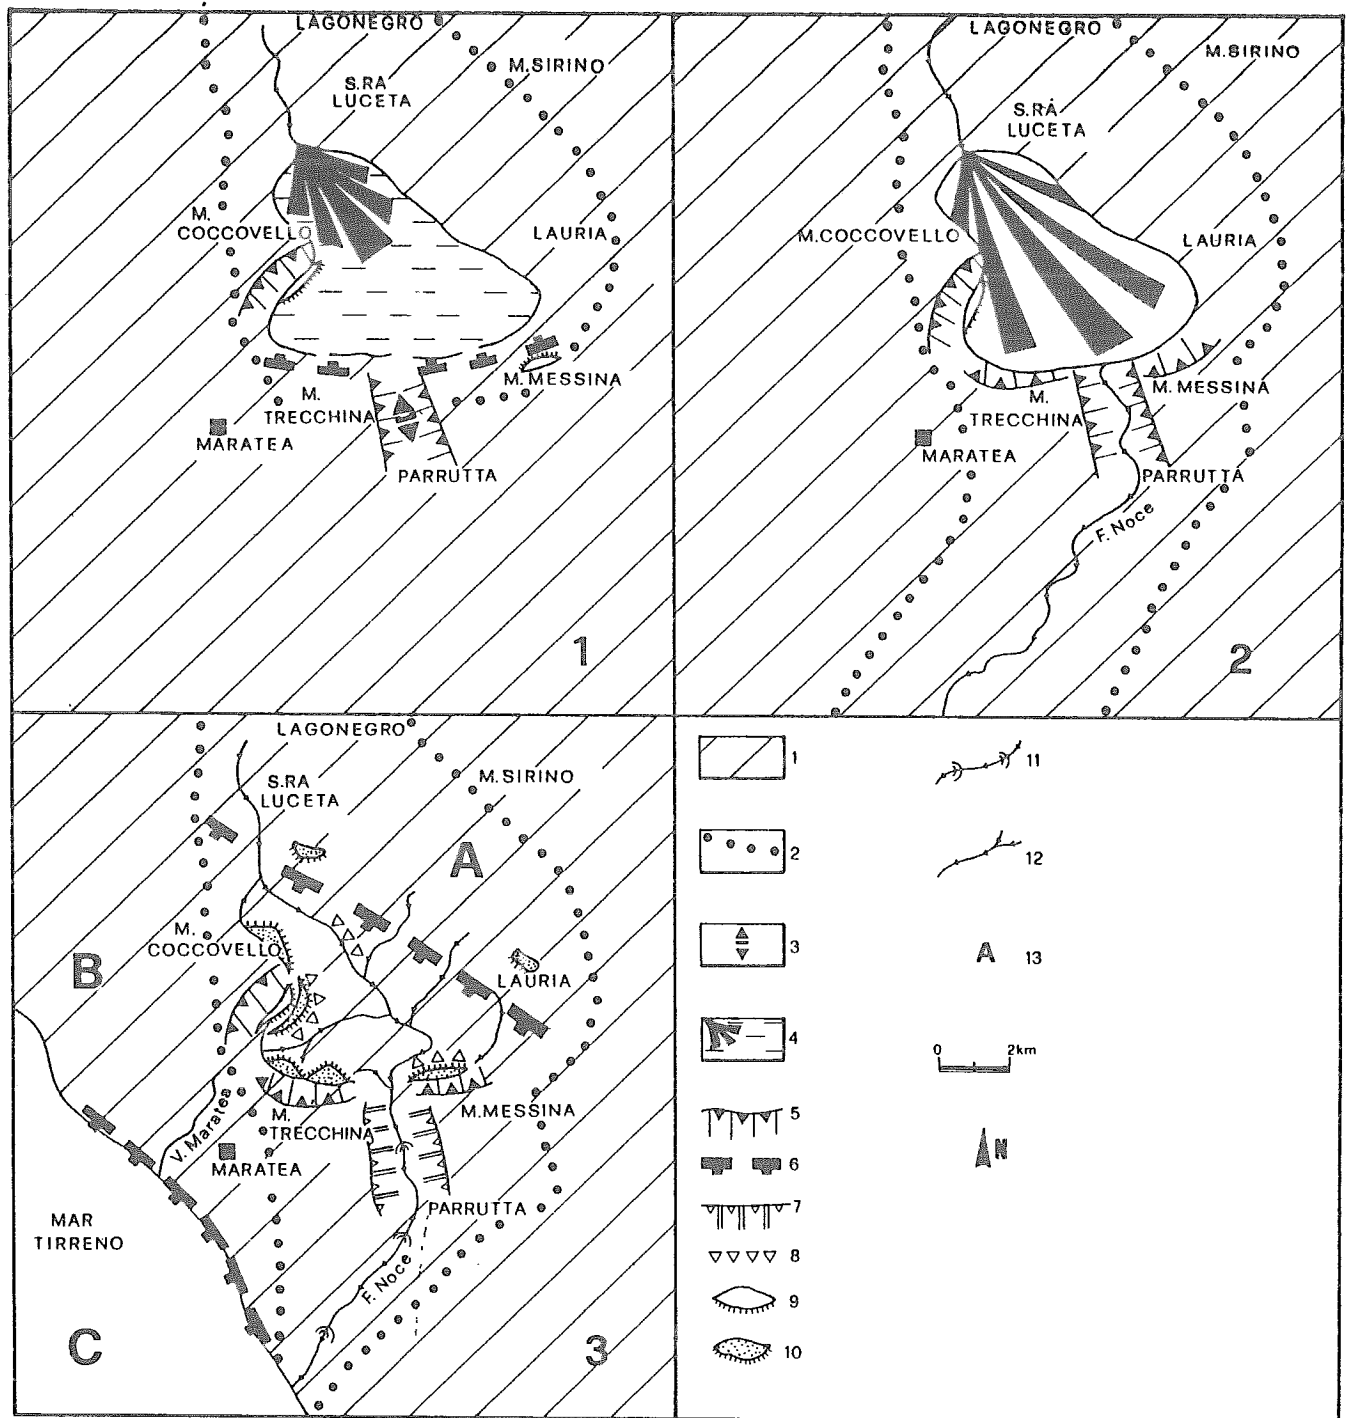 LAGONEGRO
M.SIRINO
S.RA
LUCETA
M.
COCCOVELLO
LAURIA
M. MESSINA
M.
TRECCHINA
MARATEA
PARRUTTA
1
LAGONEGRO
M.SIRINO
S.RA
LUCETA
M.COCCOVELLO
LAURIA
M. MESSINA
M.
TRECCHINA
MARATEA
PARRUTTA
F. Noce
2
LAGONEGRO
S.RA
LUCETA
M.SIRINO
A
M.
COCCOVELLO
B
LAURIA
V. Maratea
M.
TRECCHINA
M.MESSINA
MARATEA
PARRUTTA
MAR
TIRRENO
F. Noce
C
3
1
2
3
4
5
6
7
8
9
10
11
12
A 13
0 2km
N